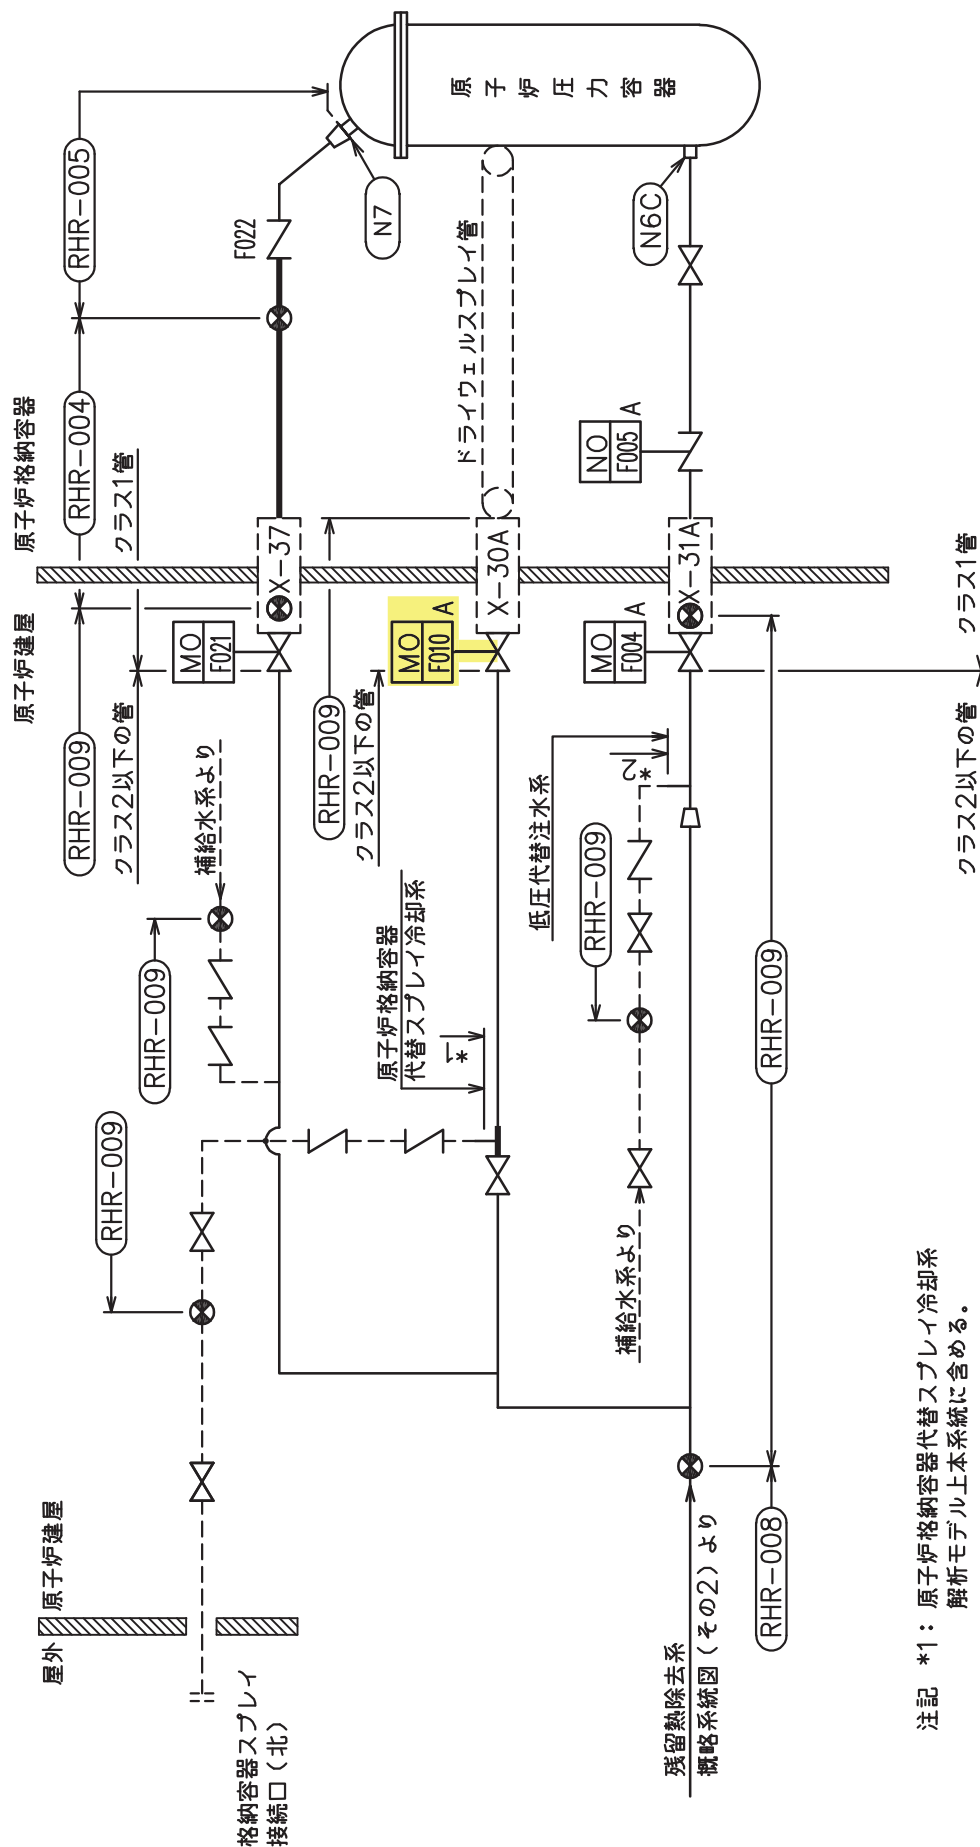 原子炉圧力容器
N7
N6C
RHR-005
F022
ドライウェルスプレイ管
RHR-004
クラス1管
NO
F005
A
原子炉格納容器
原子炉建屋
X-37
X-30A
X-31A
クラス1管
MO
F021
MO
F010
A
MO
F004
A
RHR-009
クラス2以下の管
RHR-009
クラス2以下の管
クラス2以下の管
補給水系より
低圧代替注水系
*2
RHR-009
RHR-009
原子炉格納容器
代替スプレイ冷却系
*1
RHR-009
RHR-009
補給水系より
RHR-008
原子炉建屋
屋外
格納容器スプレイ
接続口（北）
残留熱除去系
概略系統図（その2）より
注記 *1：原子炉格納容器代替スプレイ冷却系
解析モデル上本系統に含める。